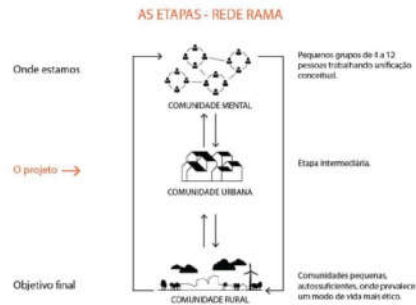 AS ETAPAS - REDE RAMA
Onde estamos
COMUNIDADE MENTAL
Pequenos grupos de 4 a 12
pessoas trabalhando unificação
conceitual.
O projeto →
COMUNIDADE URBANA
Etapa intermediária.
Objetivo final
COMUNIDADE RURAL
Comunidades pequenas,
autossuficientes, onde prevalece
um modo de vida mais ético.